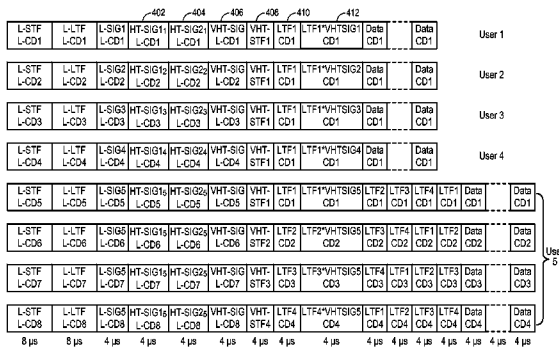 402 404 406 408 410 412
L-STF L-LTF L-SIG1 HT-SIG1₁ HT-SIG2₁ VHT-SIG VHT- LTF1 LTF1*VHTSIG1 Data Data
L-CD1 L-CD1 L-CD1 L-CD1 L-CD1 L-CD1 STF1 CD1 CD1 CD1 CD1
User 1
L-STF L-LTF L-SIG2 HT-SIG1₂ HT-SIG2₂ VHT-SIG VHT- LTF1 LTF1*VHTSIG2 Data Data
L-CD2 L-CD2 L-CD2 L-CD2 L-CD2 L-CD2 STF1 CD1 CD1 CD1 CD1
User 2
L-STF L-LTF L-SIG3 HT-SIG1₃ HT-SIG2₃ VHT-SIG VHT- LTF1 LTF1*VHTSIG3 Data Data
L-CD3 L-CD3 L-CD3 L-CD3 L-CD3 L-CD3 STF1 CD1 CD1 CD1 CD1
User 3
L-STF L-LTF L-SIG4 HT-SIG1₄ HT-SIG2₄ VHT-SIG VHT- LTF1 LTF1*VHTSIG4 Data Data
L-CD4 L-CD4 L-CD4 L-CD4 L-CD4 L-CD4 STF1 CD1 CD1 CD1 CD1
User 4
L-STF L-LTF L-SIG5 HT-SIG1₅ HT-SIG2₅ VHT-SIG VHT- LTF1 LTF1*VHTSIG5 LTF2 LTF3 LTF4 LTF1 Data Data
L-CD5 L-CD5 L-CD5 L-CD5 L-CD5 L-CD5 STF1 CD1 CD1 CD1 CD1 CD1 CD1 CD1 CD1
L-STF L-LTF L-SIG5 HT-SIG1₅ HT-SIG2₅ VHT-SIG VHT- LTF2 LTF2*VHTSIG5 LTF3 LTF4 LTF1 LTF2 Data Data
L-CD6 L-CD6 L-CD6 L-CD6 L-CD6 L-CD6 STF2 CD2 CD2 CD2 CD2 CD2 CD2 CD2 CD2
Use
5
L-STF L-LTF L-SIG5 HT-SIG1₅ HT-SIG2₅ VHT-SIG VHT- LTF3 LTF3*VHTSIG5 LTF4 LTF1 LTF2 LTF3 Data Data
L-CD7 L-CD7 L-CD7 L-CD7 L-CD7 L-CD7 STF3 CD3 CD3 CD3 CD3 CD3 CD3 CD3 CD3
L-STF L-LTF L-SIG5 HT-SIG1₅ HT-SIG2₅ VHT-SIG VHT- LTF4 LTF4*VHTSIG5 LTF1 LTF2 LTF3 LTF4 Data Data
L-CD8 L-CD8 L-CD8 L-CD8 L-CD8 L-CD8 STF4 CD4 CD4 CD4 CD4 CD4 CD4 CD4 CD4
8 µs 8 µs 4 µs 4 µs 4 µs 4 µs 4 µs 4 µs 4 µs 4 µs 4 µs 4 µs 4 µs 4 µs 4 µs 4 µs